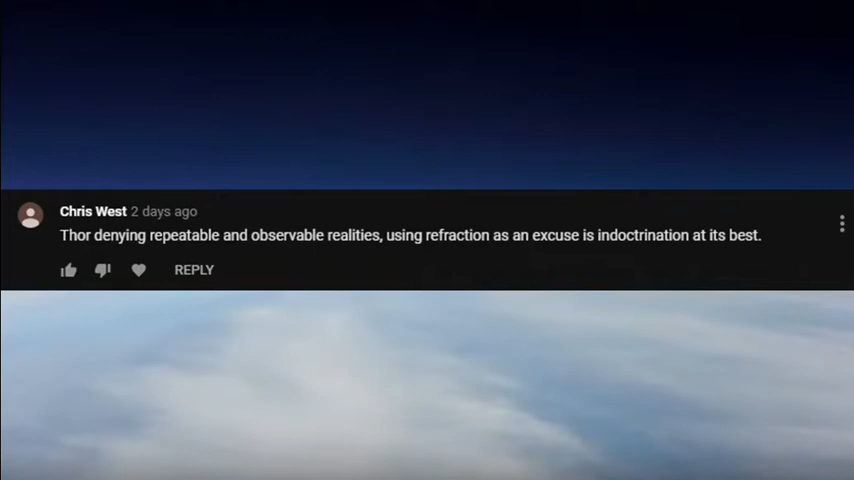 Chris West 2 days ago
Thor denying repeatable and observable realities, using refraction as an excuse is indoctrination at its best.
REPLY